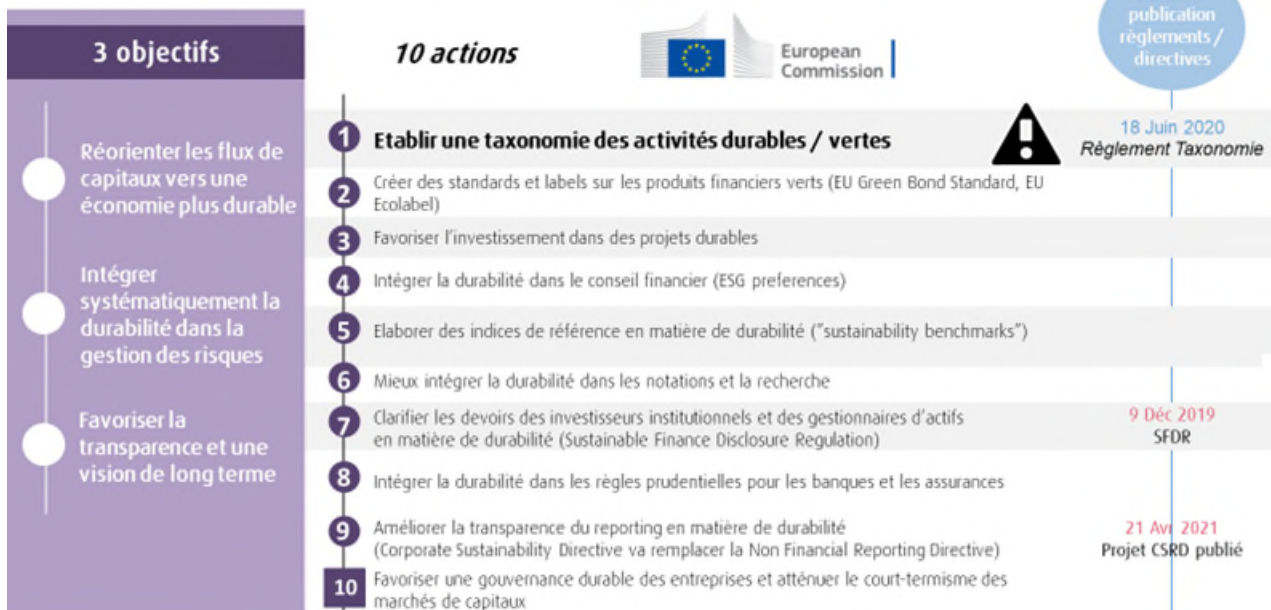 3 objectifs
10 actions
European
Commission
publication
règlements /
directives
Réorienter les flux de
capitaux vers une
économie plus durable
Intégrer
systématiquement la
durabilité dans la
gestion des risques
Favoriser la
transparence et une
vision de long terme
1 Etablir une taxonomie des activités durables / vertes
18 Juin 2020
Règlement Taxonomie
2 Créer des standards et labels sur les produits financiers verts (EU Green Bond Standard, EU
Ecolabel)
3 Favoriser l'investissement dans des projets durables
4 Intégrer la durabilité dans le conseil financier (ESG preferences)
5 Elaborer des indices de référence en matière de durabilité ("sustainability benchmarks")
6 Mieux intégrer la durabilité dans les notations et la recherche
7 Clarifier les devoirs des investisseurs institutionnels et des gestionnaires d'actifs
en matière de durabilité (Sustainable Finance Disclosure Regulation)
9 Déc 2019
SFDR
8 Intégrer la durabilité dans les règles prudentielles pour les banques et les assurances
9 Améliorer la transparence du reporting en matière de durabilité
(Corporate Sustainability Directive va remplacer la Non Financial Reporting Directive)
21 Avr 2021
Projet CSRD publié
10 Favoriser une gouvernance durable des entreprises et atténuer le court-termisme des
marchés de capitaux